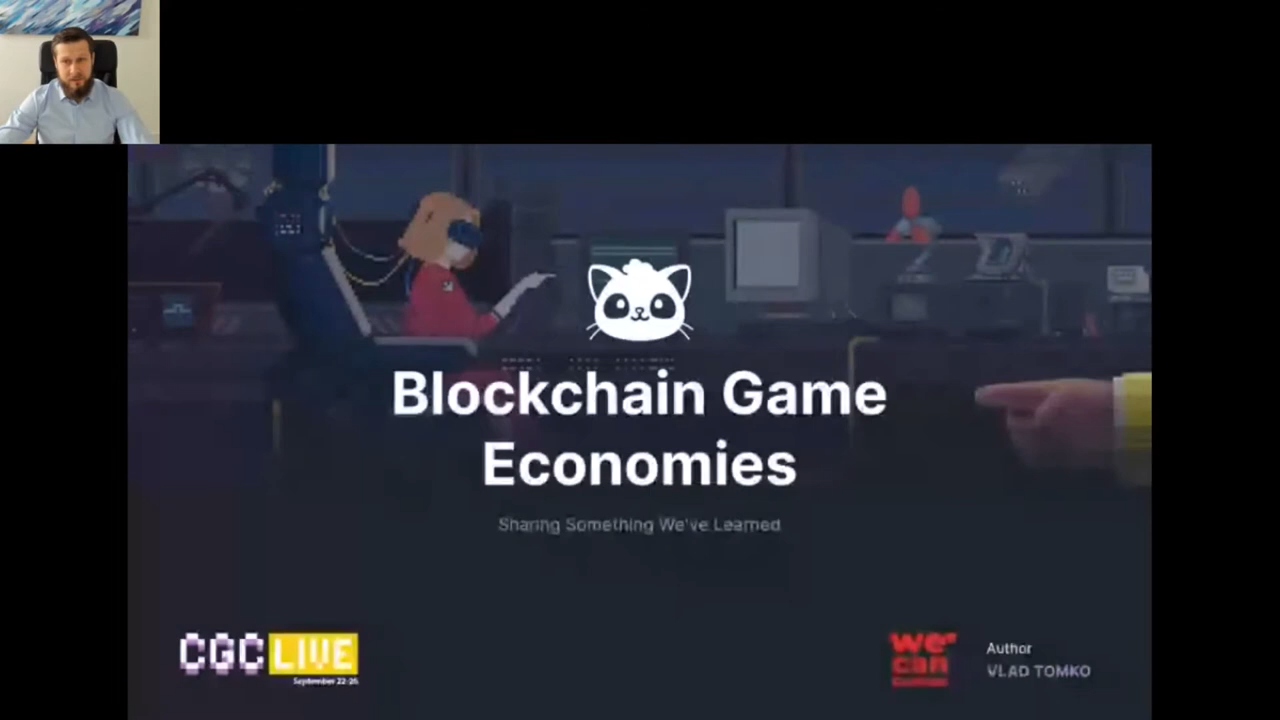 Blockchain Game
Economies
Sharing Something We've Learned
CGC LIVE
September 22-25
we
can
Author
VLAD TOMKO